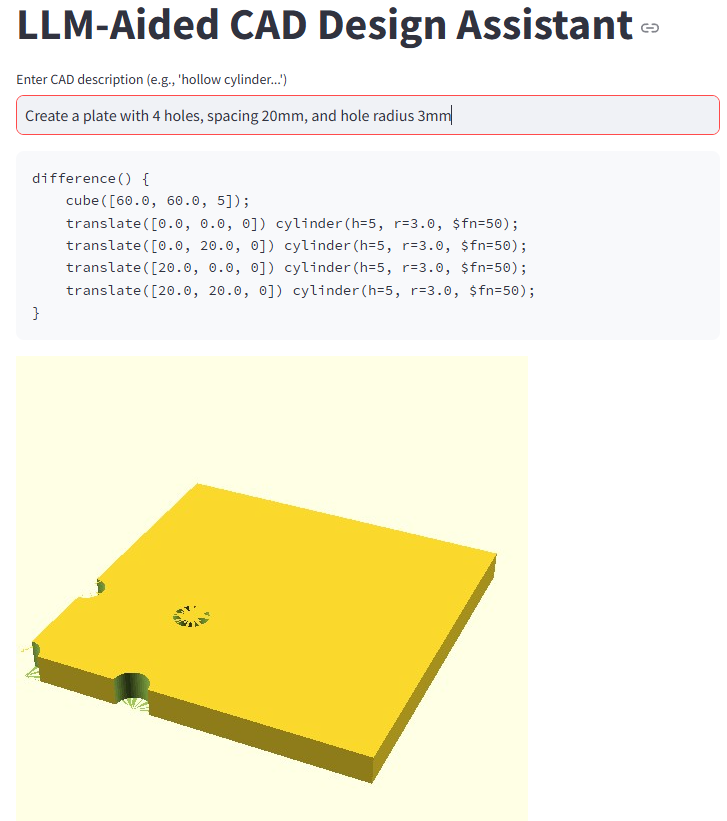 LLM-Aided CAD Design Assistant
Enter CAD description (e.g., 'hollow cylinder...')
Create a plate with 4 holes, spacing 20mm, and hole radius 3mm
difference() {
    cube([60.0, 60.0, 5]);
    translate([0.0, 0.0, 0]) cylinder(h=5, r=3.0, $fn=50);
    translate([0.0, 20.0, 0]) cylinder(h=5, r=3.0, $fn=50);
    translate([20.0, 0.0, 0]) cylinder(h=5, r=3.0, $fn=50);
    translate([20.0, 20.0, 0]) cylinder(h=5, r=3.0, $fn=50);
}